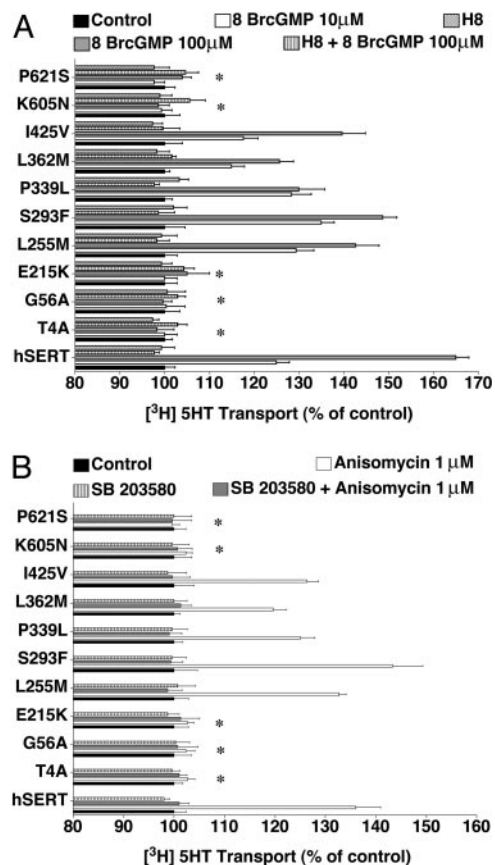 A
Control 8 BrcGMP 10μM H8
8 BrcGMP 100μM H8 + 8 BrcGMP 100μM
P621S *
K605N *
I425V
L362M
P339L
S293F
L255M
E215K *
G56A *
T4A *
hSERT
80 90 100 110 120 130 140 150 160 170
[³H] 5HT Transport (% of control)
B
Control Anisomycin 1 μM
SB 203580 SB 203580 + Anisomycin 1 μM
P621S *
K605N *
I425V
L362M
P339L
S293F
L255M
E215K *
G56A *
T4A *
hSERT
80 90 100 110 120 130 140 150 160
[³H] 5HT Transport (% of control)